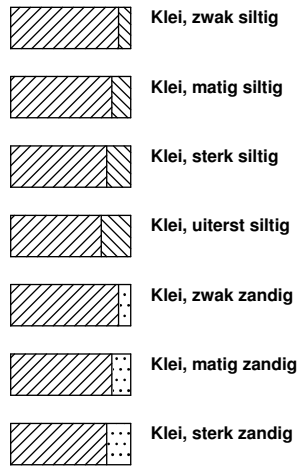 Klei, zwak siltig
Klei, matig siltig
Klei, sterk siltig
Klei, uiterst siltig
Klei, zwak zandig
Klei, matig zandig
Klei, sterk zandig